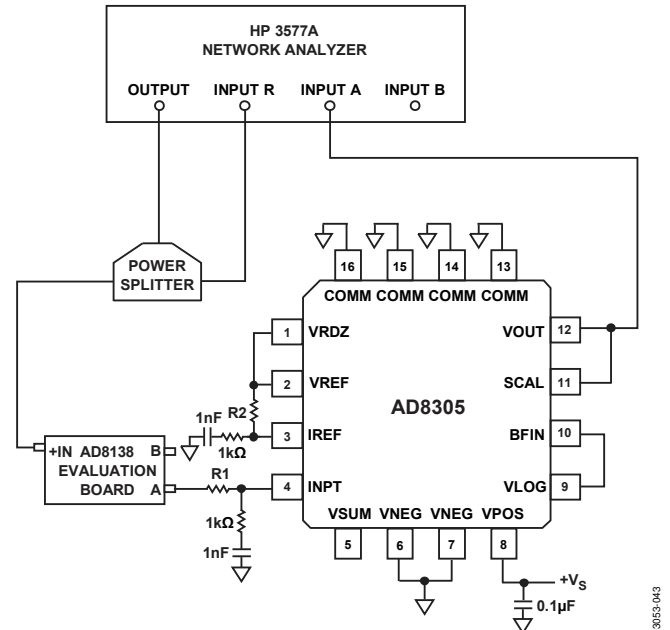 HP 3577A
NETWORK ANALYZER
OUTPUT INPUT R INPUT A INPUT B
POWER
SPLITTER
16 15 14 13
COMM COMM COMM COMM
1 VRDZ
VOUT 12
2 VREF
SCAL 11
AD8305
1nF R2
3 IREF
BFIN 10
1kΩ
+IN AD8138 B
EVALUATION
BOARD A
R1
4 INPT
VLOG 9
1kΩ
1nF
VSUM VNEG VNEG VPOS
5 6 7 8
+VS
0.1µF
3053-043